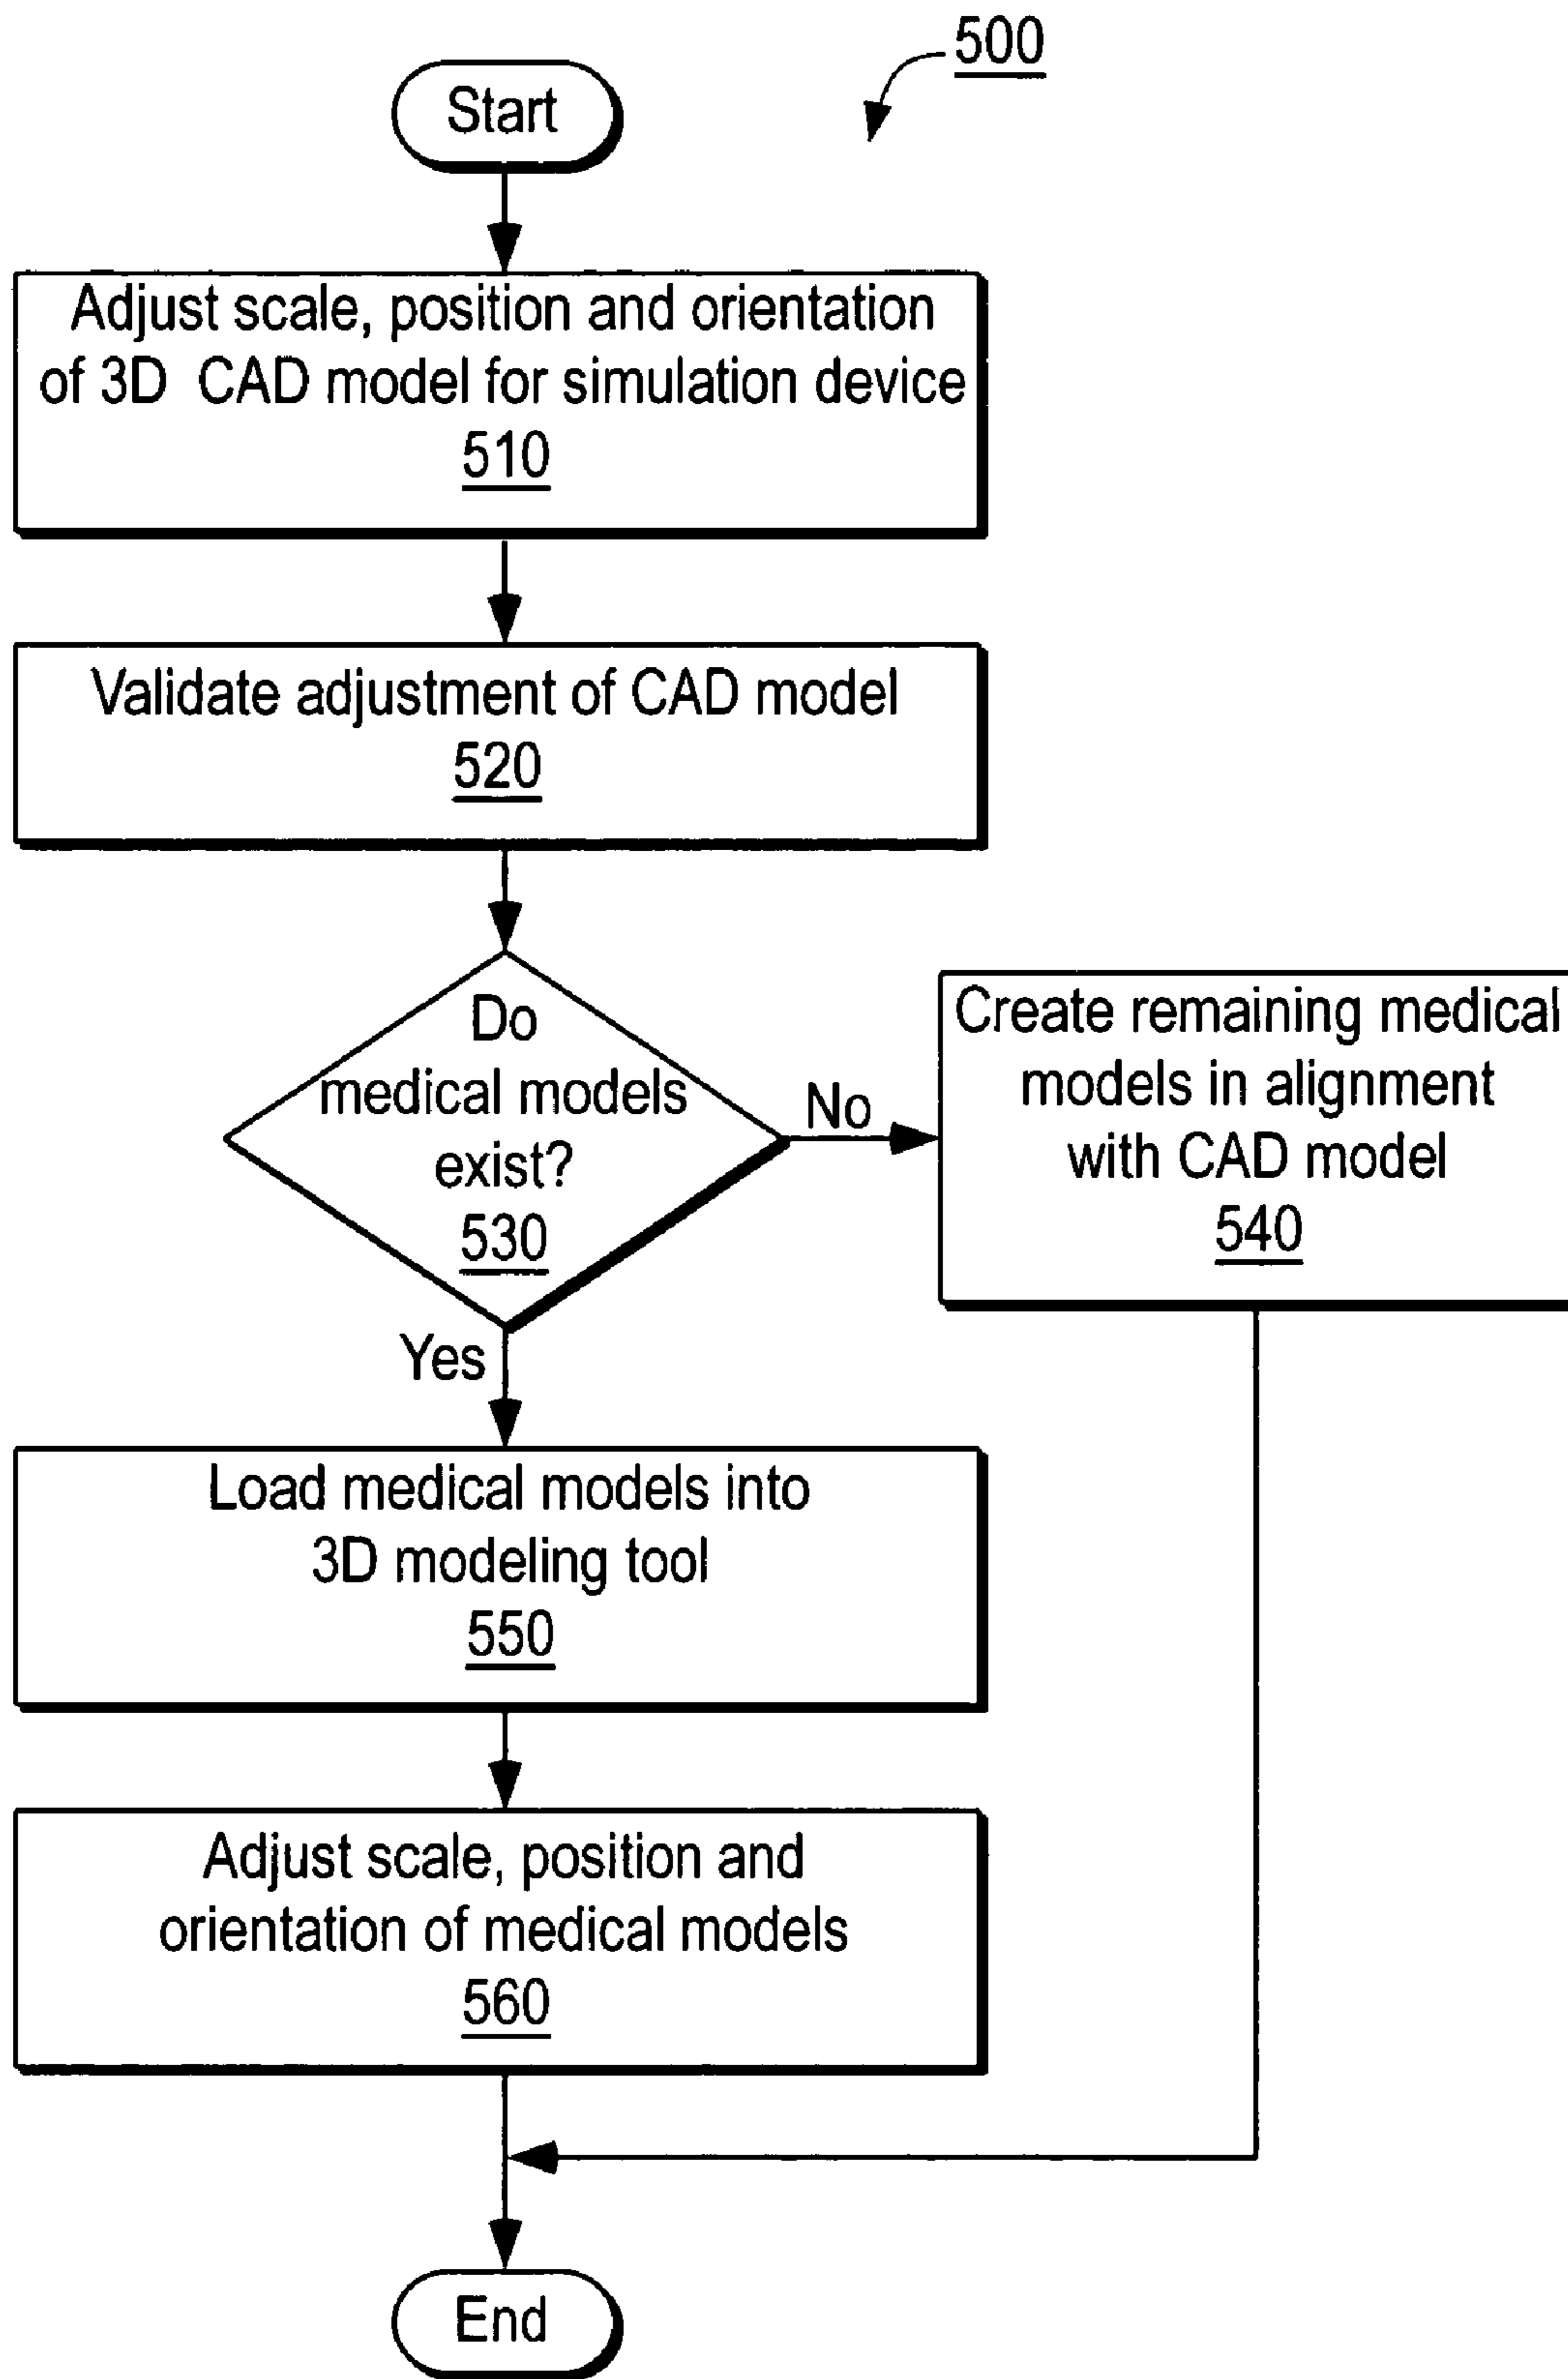 500
Start
Adjust scale, position and orientation
of 3D CAD model for simulation device
510
Validate adjustment of CAD model
520
Do
medical models
exist?
530
No
Create remaining medical
models in alignment
with CAD model
540
Yes
Load medical models into
3D modeling tool
550
Adjust scale, position and
orientation of medical models
560
End